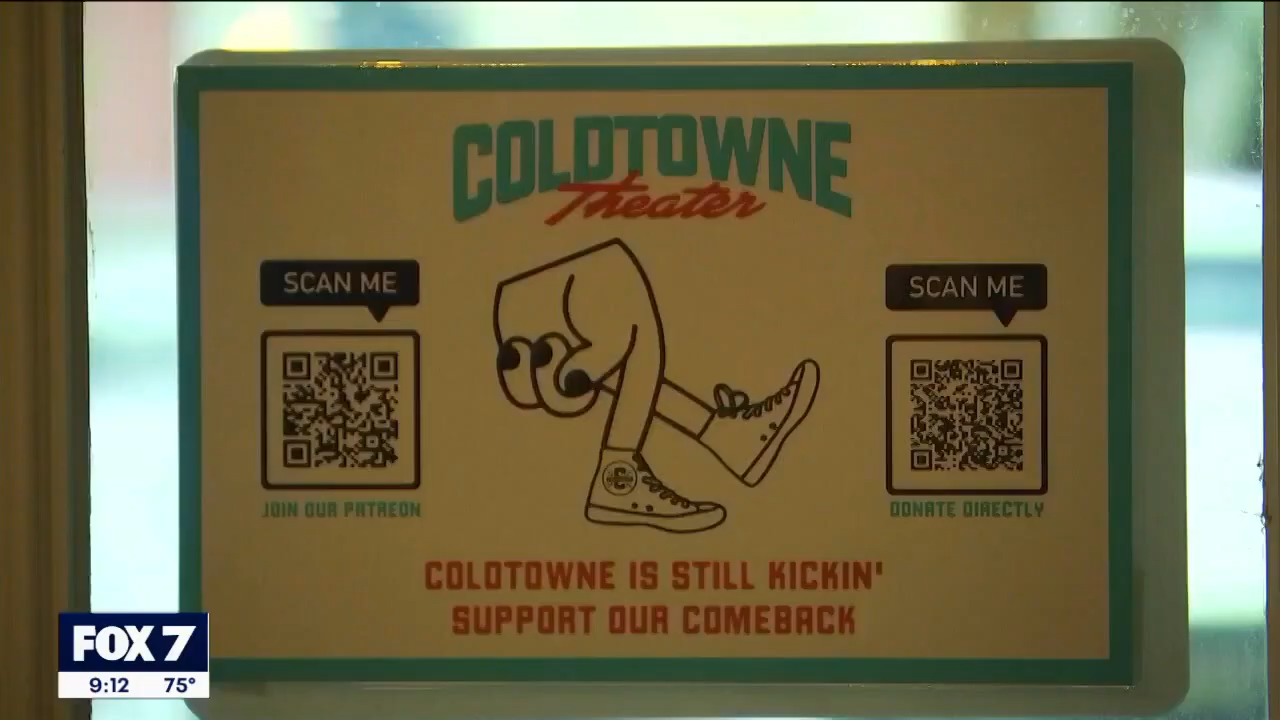 COLDTOWNE
Theater
SCAN ME
SCAN ME
JOIN OUR PATREON
DONATE DIRECTLY
C
COLDTOWNE IS STILL KICKIN'
SUPPORT OUR COMEBACK
FOX 7
9:12 75°